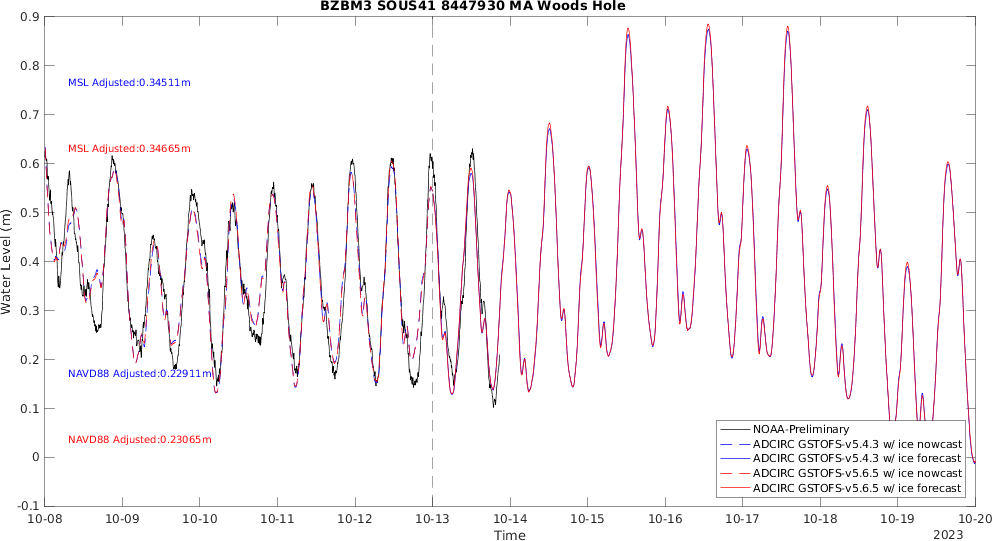 BZBM3 SOUS41 8447930 MA Woods Hole
0.9
0.8
0.7
0.6
0.5
0.4
0.3
0.2
0.1
0
-0.1
Water Level (m)
MSL Adjusted:0.34511m
MSL Adjusted:0.34665m
NAVD88 Adjusted:0.22911m
NAVD88 Adjusted:0.23065m
NOAA-Preliminary
ADCIRC GSTOFS-v5.4.3 w/ ice nowcast
ADCIRC GSTOFS-v5.4.3 w/ ice forecast
ADCIRC GSTOFS-v5.6.5 w/ ice nowcast
ADCIRC GSTOFS-v5.6.5 w/ ice forecast
10-08 10-09 10-10 10-11 10-12 10-13 10-14 10-15 10-16 10-17 10-18 10-19 10-20
Time
2023